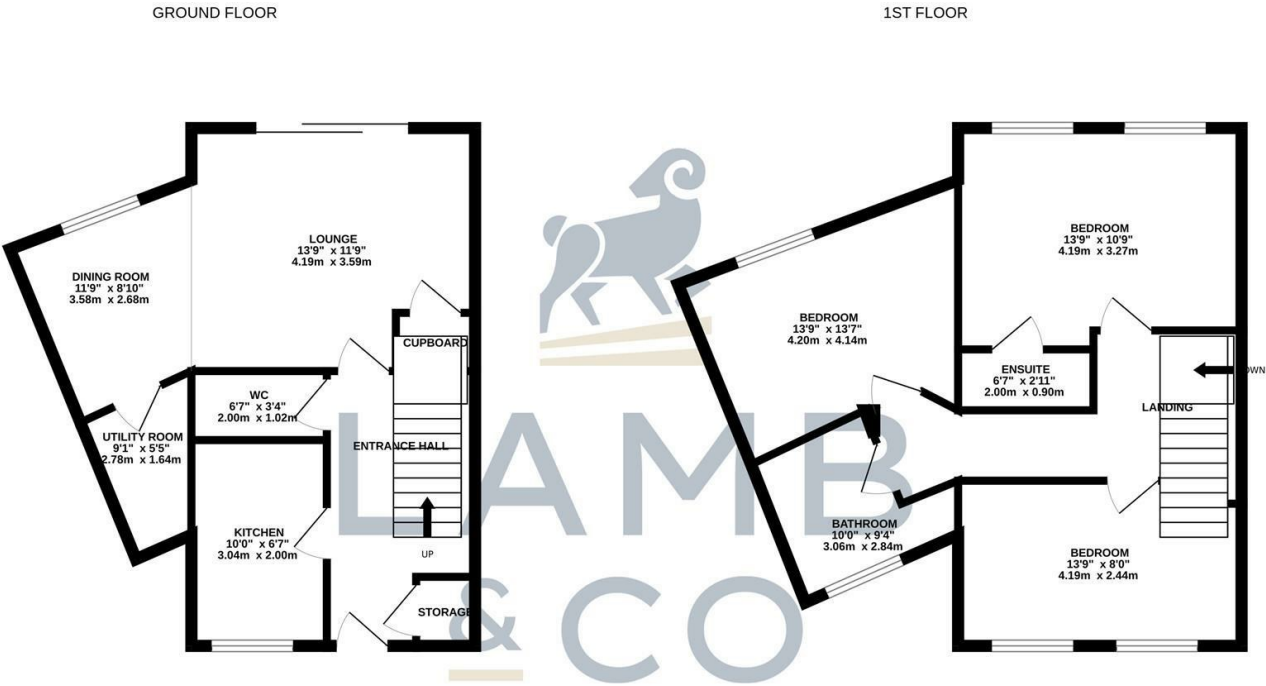 GROUND FLOOR
1ST FLOOR
LOUNGE
13'9" x 11'9"
4.19m x 3.59m
DINING ROOM
11'9" x 8'10"
3.58m x 2.68m
CUPBOARD
WC
6'7" x 3'4"
2.00m x 1.02m
UTILITY ROOM
9'1" x 5'5"
2.78m x 1.64m
ENTRANCE HALL
KITCHEN
10'0" x 6'7"
3.04m x 2.00m
UP
STORAGE
BEDROOM
13'9" x 10'9"
4.19m x 3.27m
BEDROOM
13'9" x 13'7"
4.20m x 4.14m
ENSUITE
6'7" x 2'11"
2.00m x 0.90m
OWN
LANDING
BATHROOM
10'0" x 9'4"
3.06m x 2.84m
BEDROOM
13'9" x 8'0"
4.19m x 2.44m
LAMB
& CO